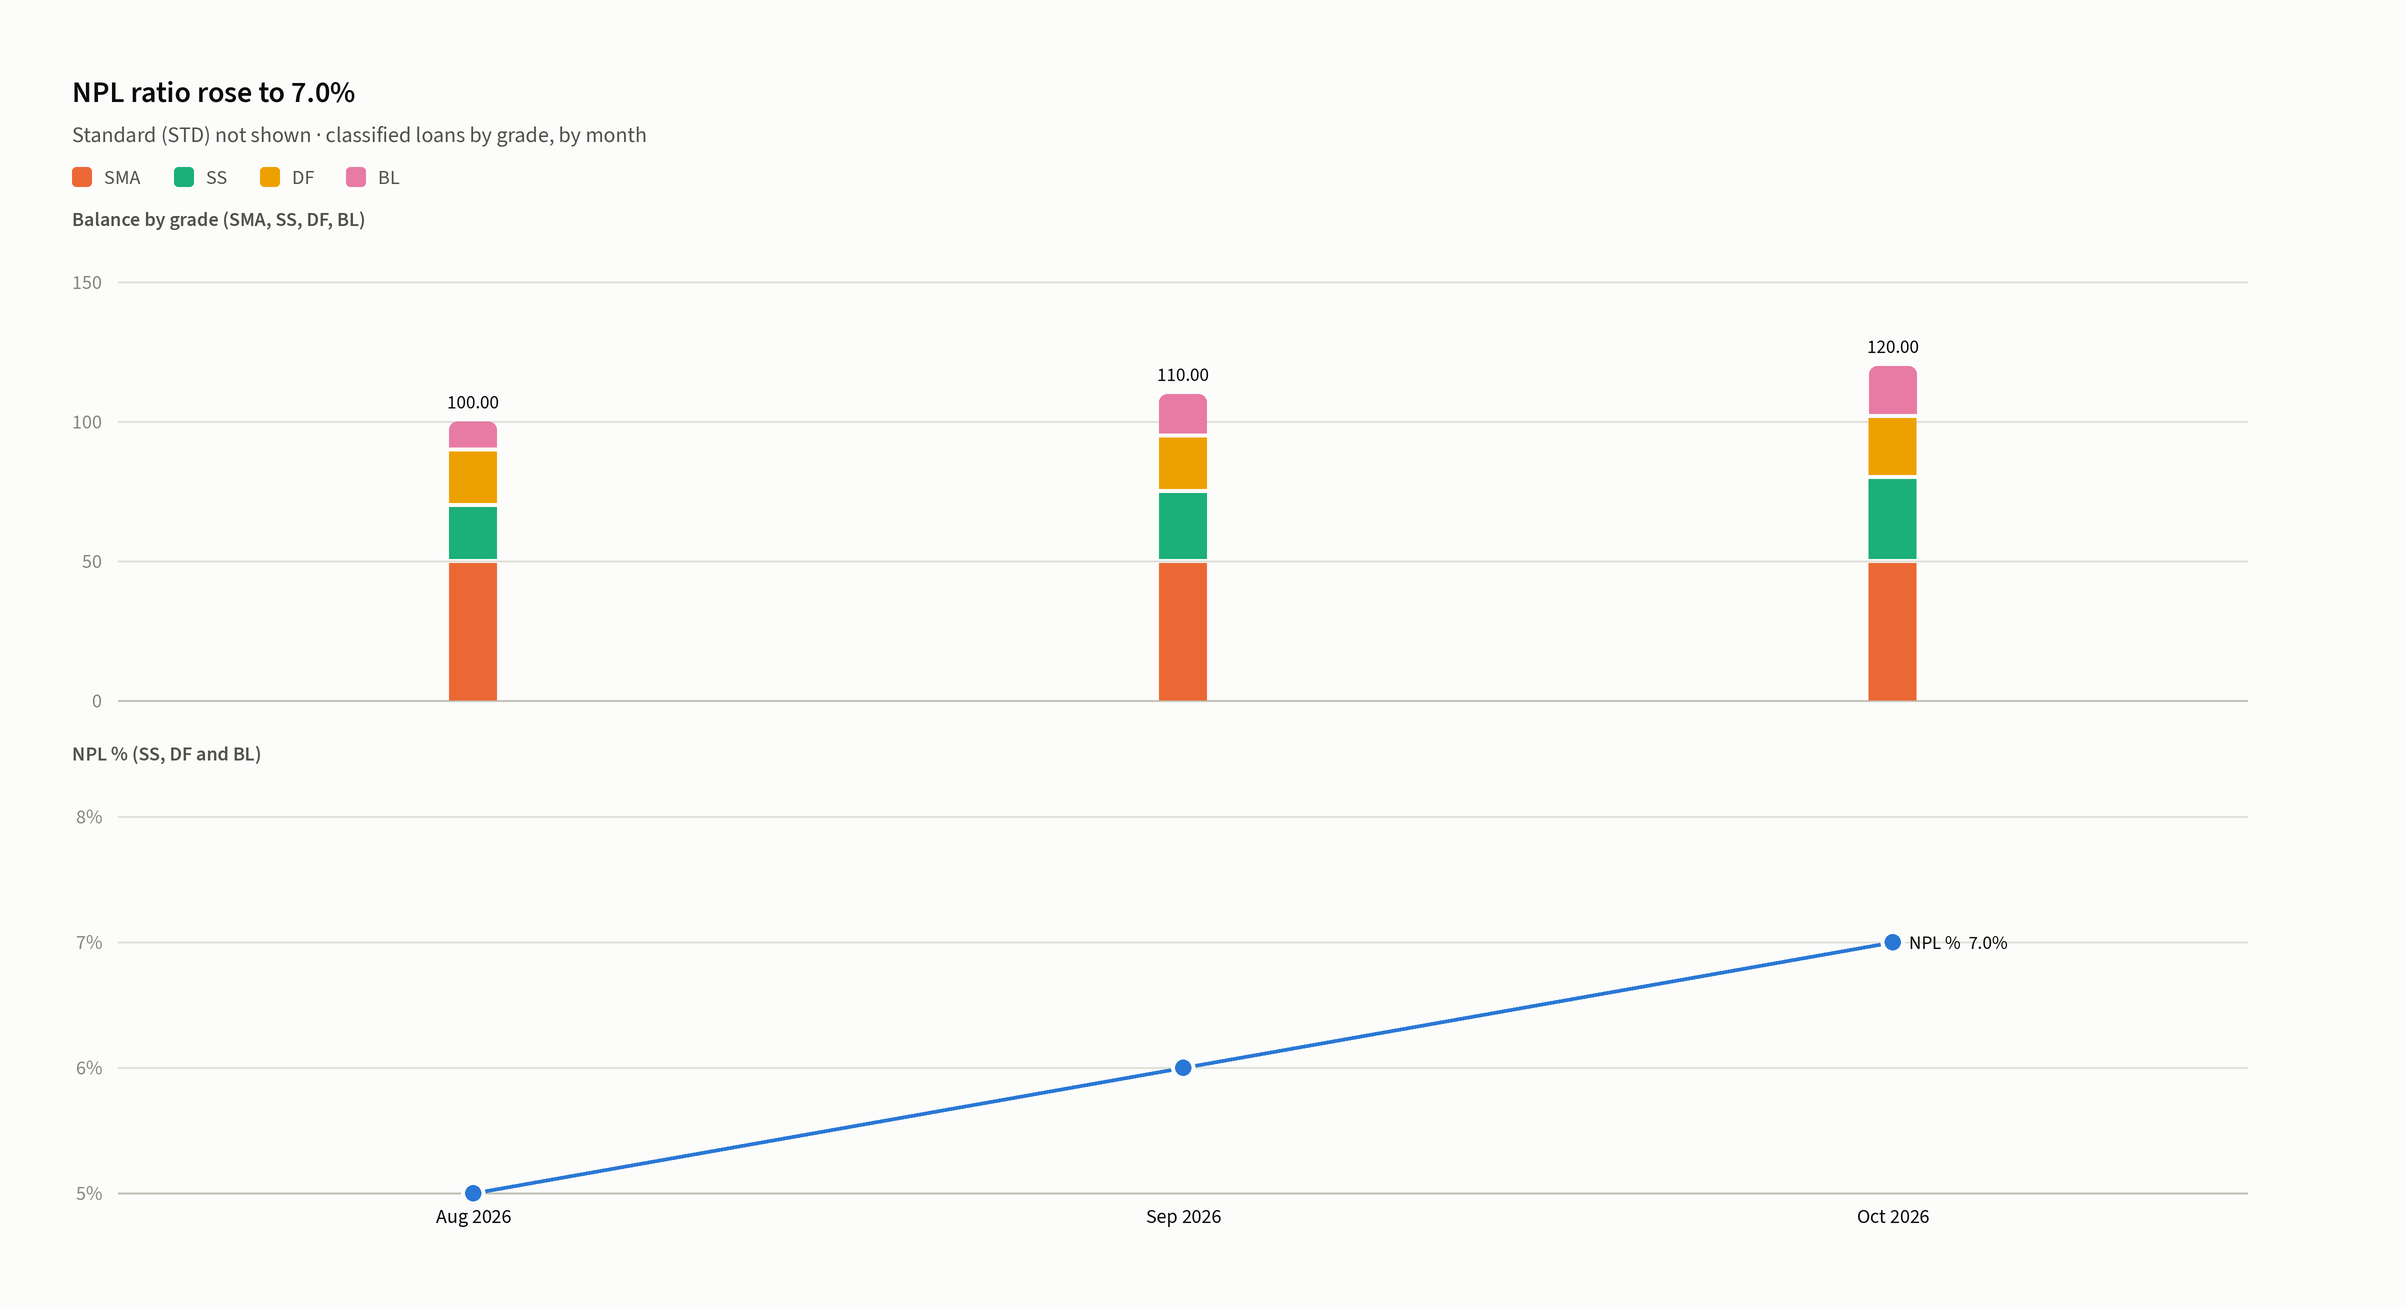 NPL ratio rose to 7.0%
Standard (STD) not shown · classified loans by grade, by month
SMA SS DF BL
Balance by grade (SMA, SS, DF, BL)
150
120.00
110.00
100.00
100
50
0
NPL % (SS, DF and BL)
8%
7%
NPL % 7.0%
6%
5%
Aug 2026 Sep 2026 Oct 2026